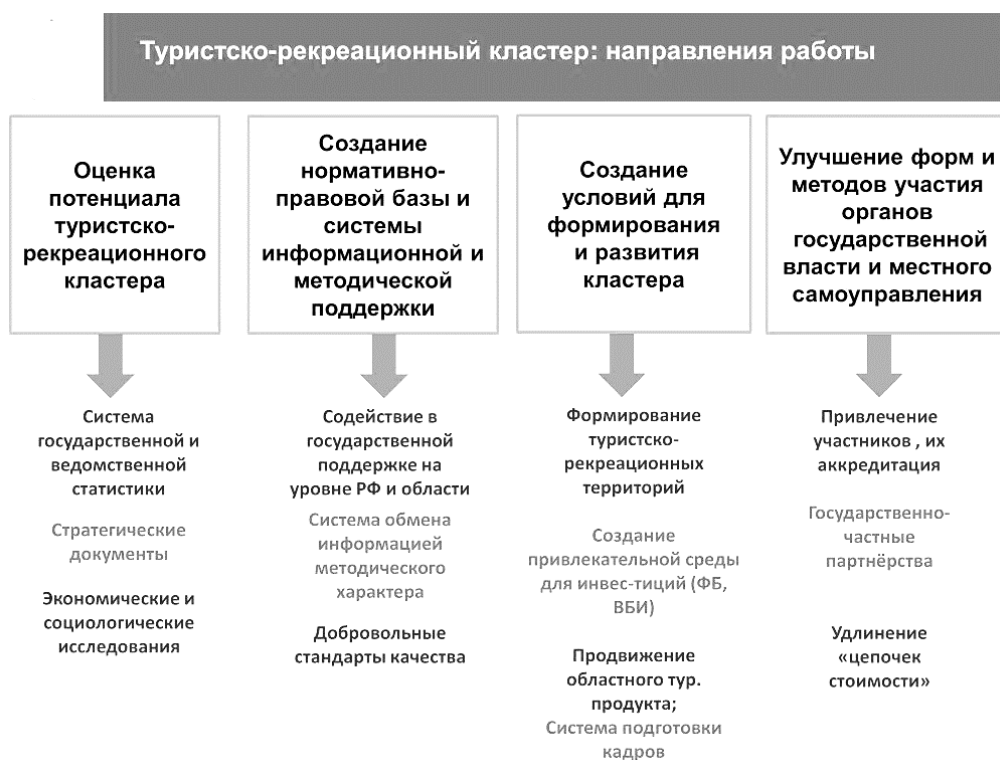 Туристско-рекреационный кластер: направления работы
Оценка
потенциала
туристско-
рекреационного
кластера
Создание
нормативно-
правовой базы и
системы
информационной и
методической
поддержки
Создание
условий для
формирования
и развития
кластера
Улучшение форм и
методов участия
органов
государственной
власти и местного
самоуправления
Система
государственной и
ведомственной
статистики
Стратегические
документы
Экономические и
социологические
исследования
Содействие в
государственной
поддержке на
уровне РФ и области
Система обмена
информацией
методического
характера
Добровольные
стандарты качества
Формирование
туристско-
рекреационных
территорий
Создание
привлекательной среды
для инвес-тиций (ФБ,
ВБИ)
Продвижение
областного тур.
продукта;
Система подготовки
кадров
Привлечение
участников , их
аккредитация
Государственно-
частные
партнёрства
Удлинение
«цепочек
стоимости»